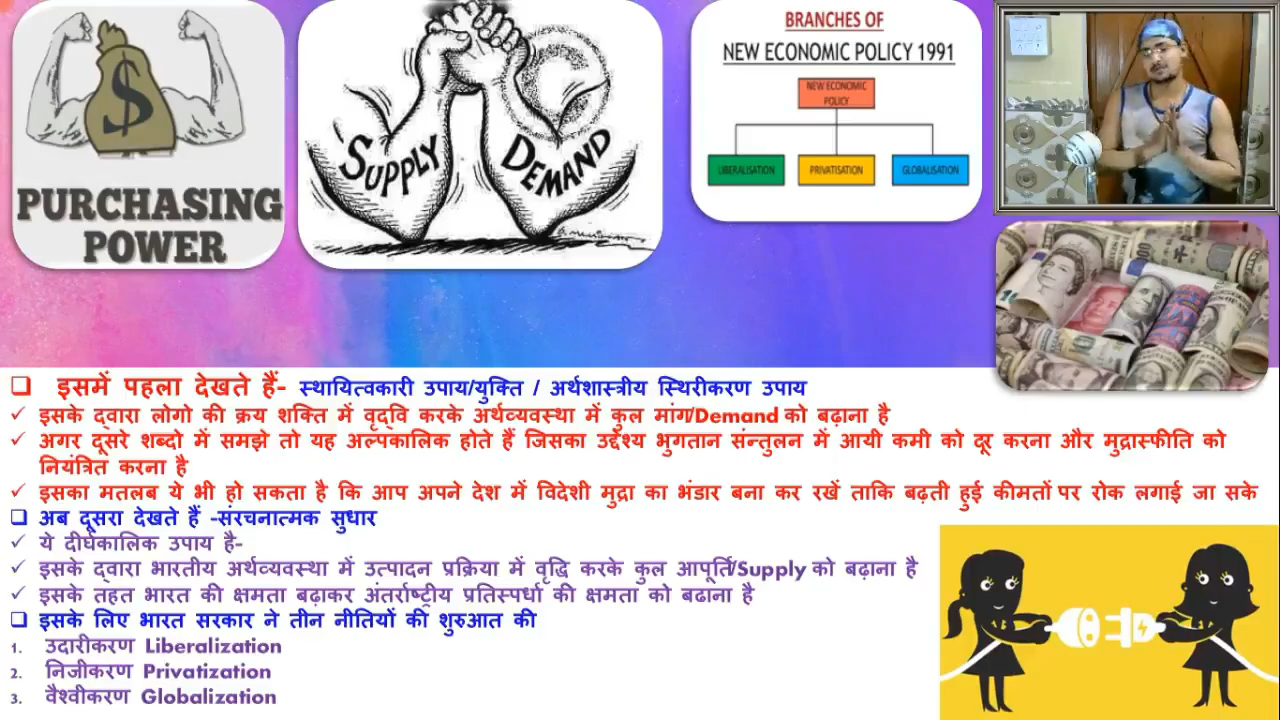 PURCHASING
POWER
SUPPLY
DEMAND
BRANCHES OF
NEW ECONOMIC POLICY 1991
NEW ECONOMIC
POLICY
LIBERALISATION
PRIVATISATION
GLOBALISATION
इसमें पहला देखते हैं- स्थायित्वकारी उपाय/युक्ति / अर्थशास्त्रीय स्थिरीकरण उपाय
इसके द्वारा लोगो की क्रय शक्ति में वृद्वि करके अर्थव्यवस्था में कुल मांग/Demand को बढ़ाना है
अगर दूसरे शब्दो में समझे तो यह अल्पकालिक होते हैं जिसका उद्देश्य भुगतान संन्तुलन में आयी कमी को दूर करना और मुद्रास्फीति को
नियंत्रित करना है
इसका मतलब ये भी हो सकता है कि आप अपने देश में विदेशी मुद्रा का भंडार बना कर रखें ताकि बढ़ती हुई कीमतों पर रोक लगाई जा सके
अब दूसरा देखते हैं -संरचनात्मक सुधार
ये दीर्घकालिक उपाय है-
इसके द्वारा भारतीय अर्थव्यवस्था में उत्पादन प्रक्रिया में वृद्धि करके कुल आपूर्ति/Supply को बढ़ाना है
इसके तहत भारत की क्षमता बढ़ाकर अंतर्राष्ट्रीय प्रतिस्पर्धा की क्षमता को बढाना है
इसके लिए भारत सरकार ने तीन नीतियों की शुरुआत की
1. उदारीकरण Liberalization
2. निजीकरण Privatization
3. वैश्वीकरण Globalization